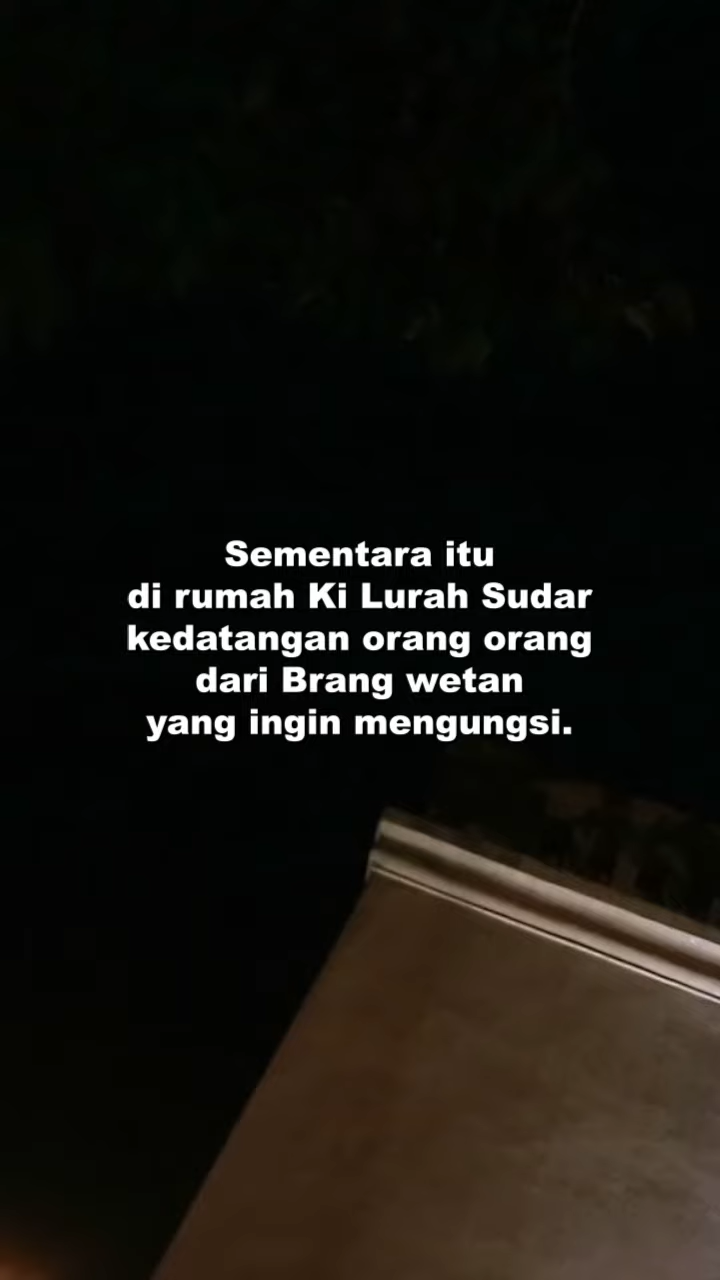 Sementara itu
di rumah Ki Lurah Sudar
kedatangan orang orang
dari Brang wetan
yang ingin mengungsi.